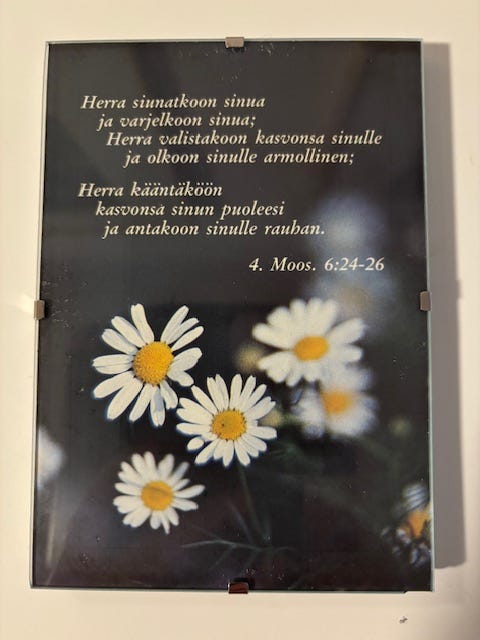 Herra siunatkoon sinua
ja varjelkoon sinua;
Herra valistakoon kasvonsa sinulle
ja olkoon sinulle armollinen;
Herra kääntäköön
kasvonsa sinun puoleesi
ja antakoon sinulle rauhan.
4. Moos. 6:24-26